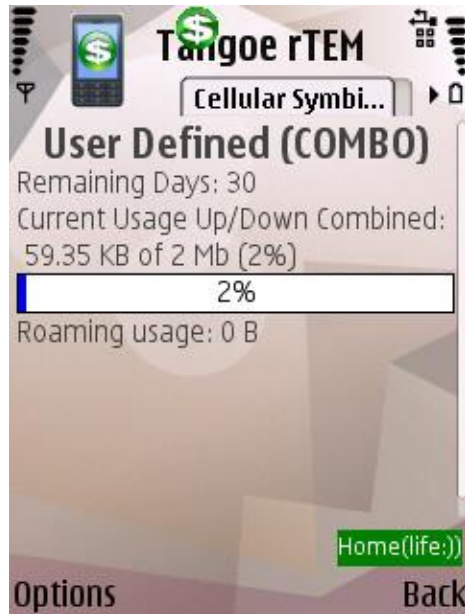 Tangoe rTEM
Cellular Symbi...
User Defined (COMBO)
Remaining Days: 30
Current Usage Up/Down Combined:
59.35 KB of 2 Mb (2%)
2%
Roaming usage: 0 B
Home(life:))
Options Back